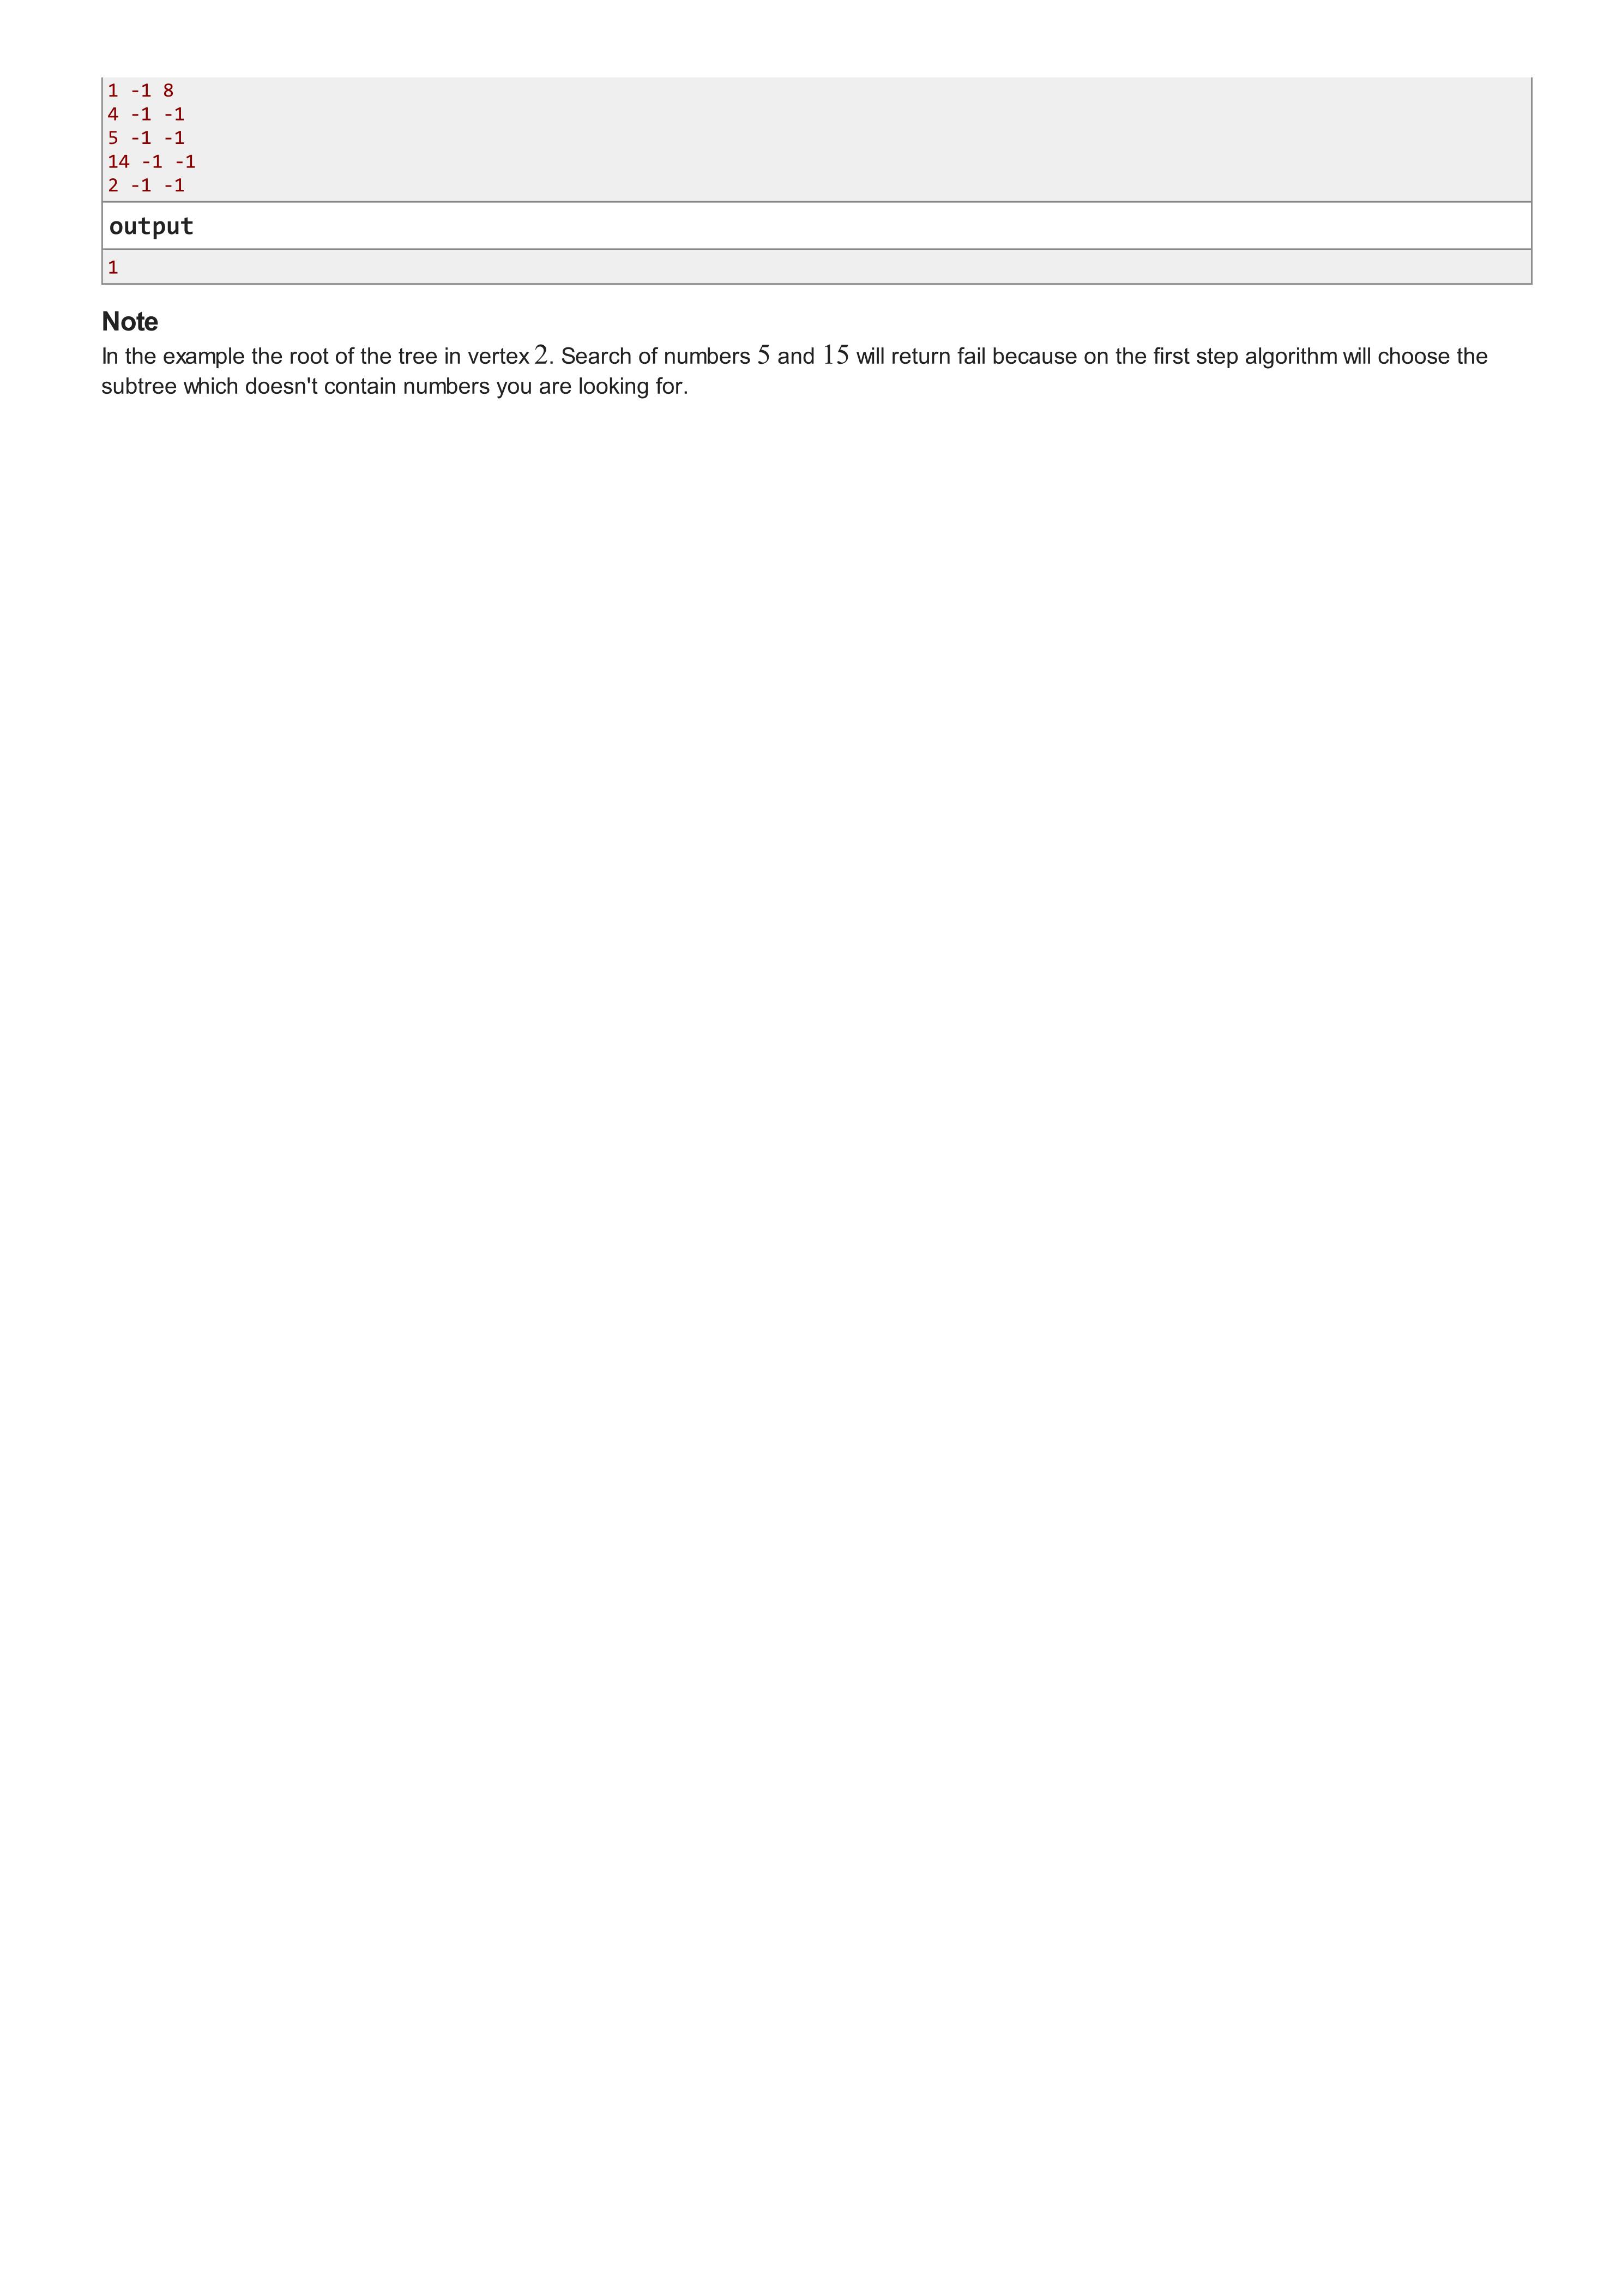 1 -1 8
4 -1 -1
5 -1 -1
14 -1 -1
2 -1 -1
output
1
Note
In the example the root of the tree in vertex 2. Search of numbers 5 and 15 will return fail because on the first step algorithm will choose the
subtree which doesn't contain numbers you are looking for.